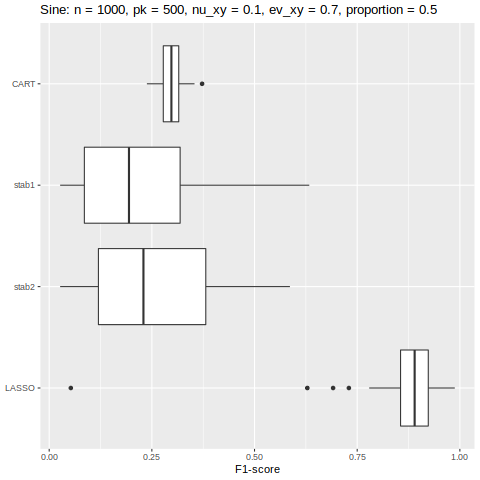 Sine: n = 1000, pk = 500, nu_xy = 0.1, ev_xy = 0.7, proportion = 0.5
CART
stab1
stab2
LASSO
0.00 0.25 0.50 0.75 1.00
F1-score